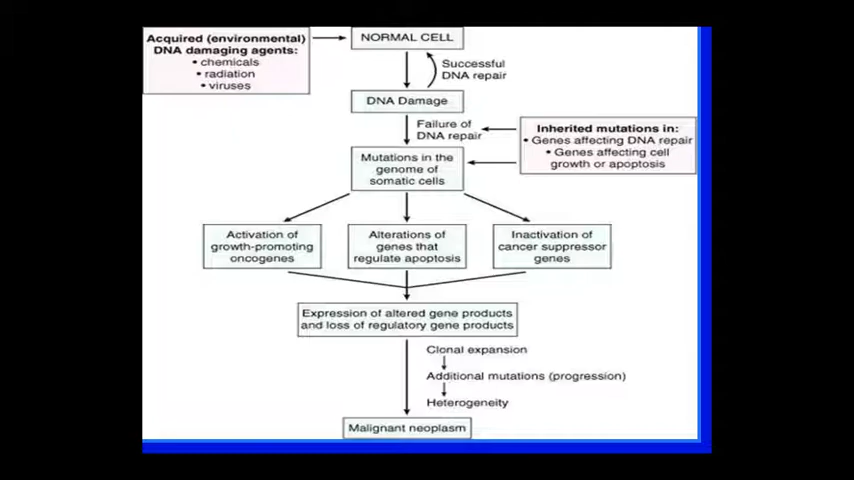 Acquired (environmental)
DNA damaging agents:
• chemicals
• radiation
• viruses
NORMAL CELL
Successful
DNA repair
DNA Damage
Failure of
DNA repair
Inherited mutations in:
• Genes affecting DNA repair
• Genes affecting cell
growth or apoptosis
Mutations in the
genome of
somatic cells
Activation of
growth-promoting
oncogenes
Alterations of
genes that
regulate apoptosis
Inactivation of
cancer suppressor
genes
Expression of altered gene products
and loss of regulatory gene products
Clonal expansion
Additional mutations (progression)
Heterogeneity
Malignant neoplasm